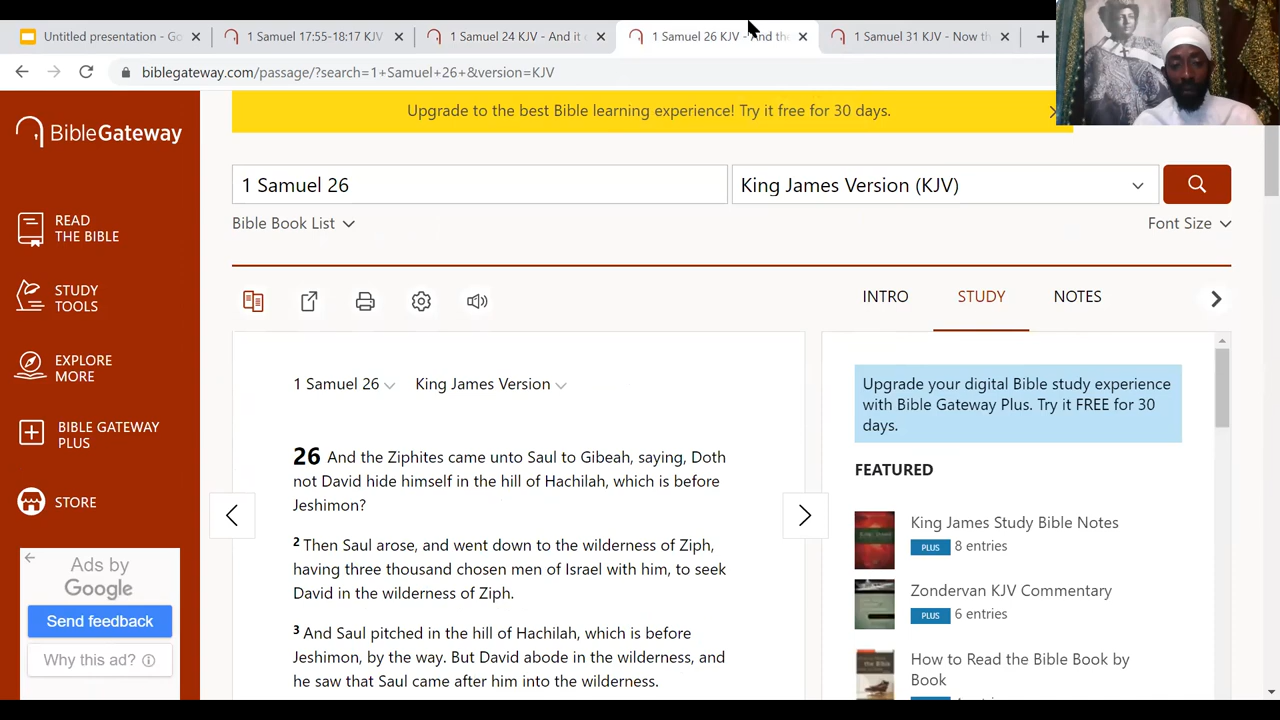 Untitled presentation - Go
1 Samuel 17:55-18:17 KJV
1 Samuel 24 KJV - And it c
1 Samuel 26 KJV - And the
1 Samuel 31 KJV - Now th
biblegateway.com/passage/?search=1+Samuel+26+&version=KJV
Upgrade to the best Bible learning experience! Try it free for 30 days.
BibleGateway
1 Samuel 26
King James Version (KJV)
Bible Book List
Font Size
READ
THE BIBLE
STUDY
TOOLS
EXPLORE
MORE
BIBLE GATEWAY
PLUS
STORE
Ads by
Google
Send feedback
Why this ad?
INTRO
STUDY
NOTES
1 Samuel 26
King James Version
26 And the Ziphites came unto Saul to Gibeah, saying, Doth
not David hide himself in the hill of Hachilah, which is before
Jeshimon?
2 Then Saul arose, and went down to the wilderness of Ziph,
having three thousand chosen men of Israel with him, to seek
David in the wilderness of Ziph.
3 And Saul pitched in the hill of Hachilah, which is before
Jeshimon, by the way. But David abode in the wilderness, and
he saw that Saul came after him into the wilderness.
Upgrade your digital Bible study experience
with Bible Gateway Plus. Try it FREE for 30
days.
FEATURED
King James Study Bible Notes
PLUS 8 entries
Zondervan KJV Commentary
PLUS 6 entries
How to Read the Bible Book by
Book